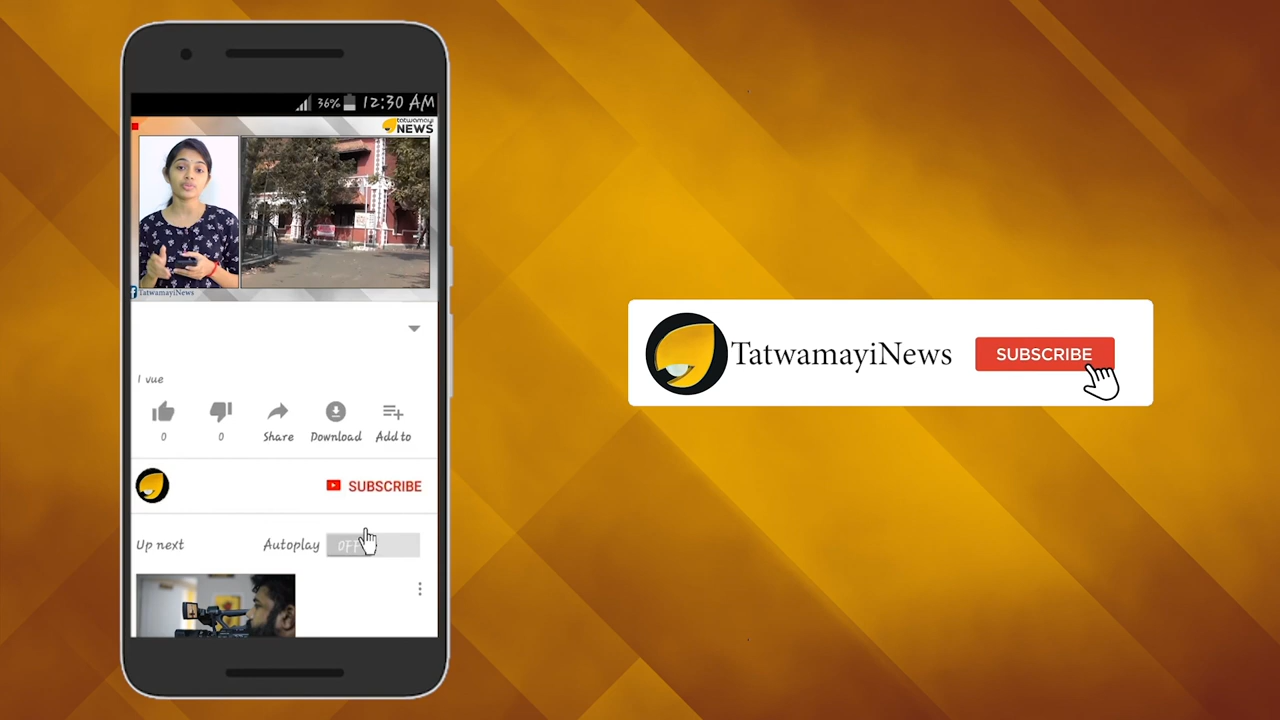 36% 12:30 AM
tatwamayi
NEWS
TatwamayiNews
1 vue
0 0 Share Download Add to
SUBSCRIBE
Up next Autoplay OFF
TatwamayiNews SUBSCRIBE